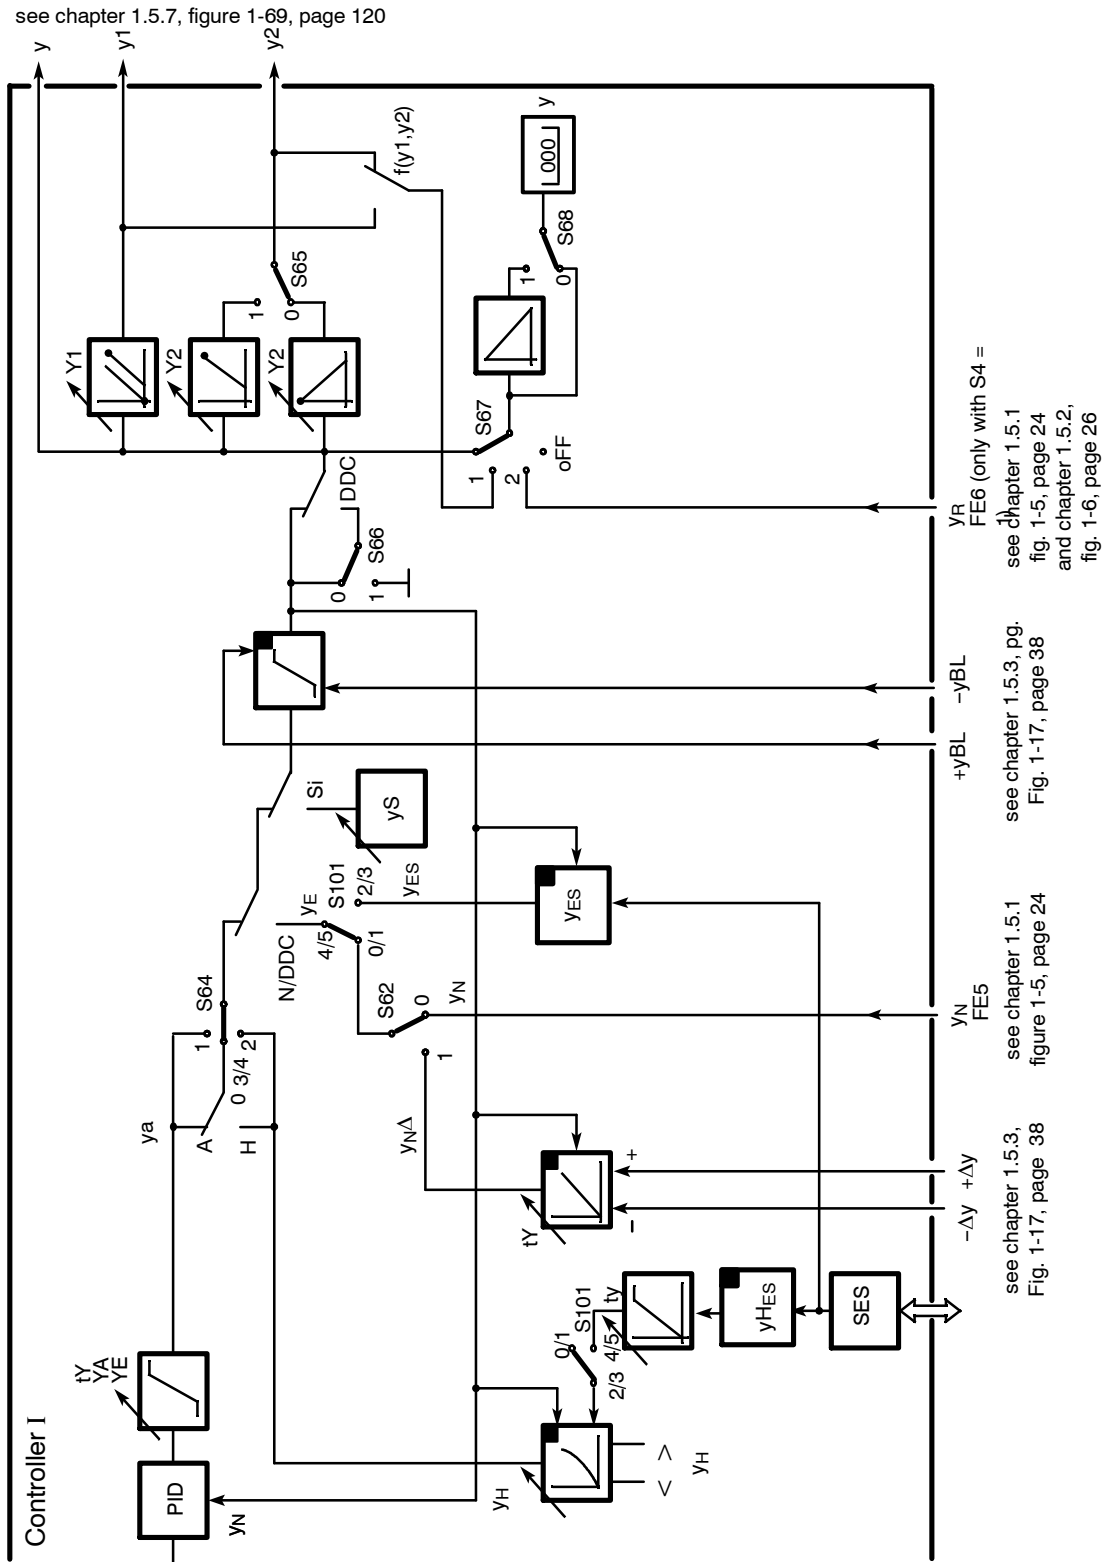 see chapter 1.5.7, figure 1-69, page 120
y
y1
y2
f(y1,y2)
y
000
S68
1
0
S65
1
0
Y1
Y2
Y2
S67
1
2
oFF
DDC
S66
0
1
yR
FE6 (only with S4 =
1)
see chapter 1.5.1
fig. 1-5, page 24
and chapter 1.5.2,
fig. 1-6, page 26
−yBL
+yBL
see chapter 1.5.3, pg.
Fig. 1-17, page 38
Si
yS
yES
S101
2/3
yE
4/5
0/1
N/DDC
yES
S64
1
2
0 3/4
ya
A
H
S62
0
1
yN
yN
FE5
see chapter 1.5.1
figure 1-5, page 24
yNΔ
tY
+
−
+Δy
−Δy
see chapter 1.5.3,
Fig. 1-17, page 38
tY
YA
YE
Controller I
PID
yN
yH
< >
yH
S101
0/1
4/5
2/3
ty
yHES
SES